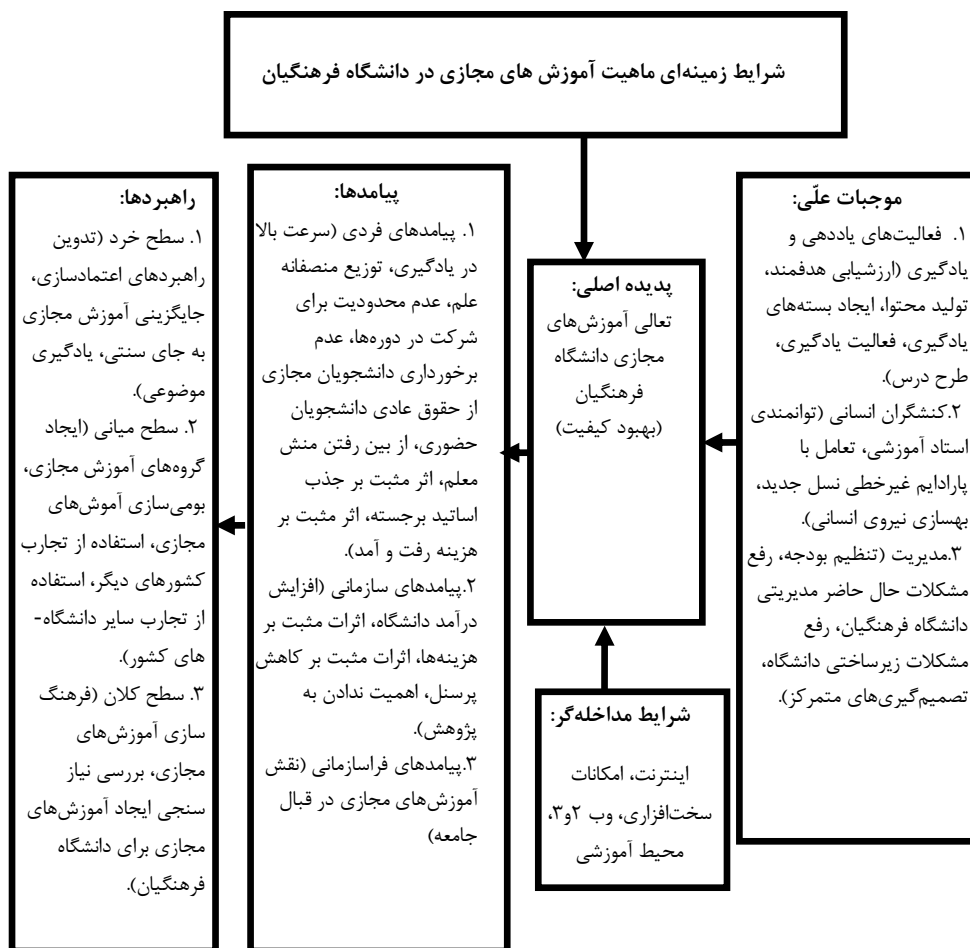 شرایط زمینه‌ای ماهیت آموزش های مجازی در دانشگاه فرهنگیان
موجبات علّی:
۱. فعالیت‌های یاددهی و
یادگیری (ارزشیابی هدفمند،
تولید محتوا، ایجاد بسته‌های
یادگیری، فعالیت یادگیری،
طرح درس).
۲.کنشگران انسانی (توانمندی
استاد آموزشی، تعامل با
پارادایم غیرخطی نسل جدید،
بهسازی نیروی انسانی).
۳.مدیریت (تنظیم بودجه، رفع
مشکلات حال حاضر مدیریتی
دانشگاه فرهنگیان، رفع
مشکلات زیرساختی دانشگاه،
تصمیم‌گیری‌های متمرکز).
پدیده اصلی:
تعالی آموزش‌های
مجازی دانشگاه
فرهنگیان
(بهبود کیفیت)
شرایط مداخله‌گر:
اینترنت، امکانات
سخت‌افزاری، وب ۲و۳،
محیط آموزشی
پیامدها:
۱. پیامدهای فردی (سرعت بالا
در یادگیری، توزیع منصفانه
علم، عدم محدودیت برای
شرکت در دوره‌ها، عدم
برخورداری دانشجویان مجازی
از حقوق عادی دانشجویان
حضوری، از بین رفتن منش
معلم، اثر مثبت بر جذب
اساتید برجسته، اثر مثبت بر
هزینه رفت و آمد).
۲.پیامدهای سازمانی (افزایش
درآمد دانشگاه، اثرات مثبت بر
هزینه‌ها، اثرات مثبت بر کاهش
پرسنل، اهمیت ندادن به
پژوهش).
۳.پیامدهای فراسازمانی (نقش
آموزش‌های مجازی در قبال
جامعه)
راهبردها:
۱. سطح خرد (تدوین
راهبردهای اعتمادسازی،
جایگزینی آموزش مجازی
به جای سنتی، یادگیری
موضوعی).
۲. سطح میانی (ایجاد
گروه‌های آموزش مجازی،
بومی‌سازی آموش‌های
مجازی، استفاده از تجارب
کشورهای دیگر، استفاده
از تجارب سایر دانشگاه-
های کشور).
۳. سطح کلان (فرهنگ
سازی آموزش‌های
مجازی، بررسی نیاز
سنجی ایجاد آموزش‌های
مجازی برای دانشگاه
فرهنگیان).